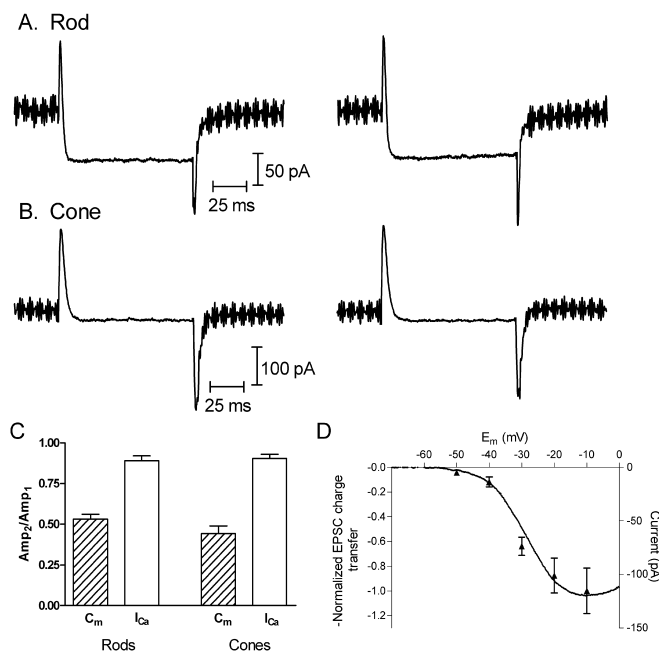 A. Rod
50 pA
25 ms
B. Cone
100 pA
25 ms
C
Amp2/Amp1
1.00
0.75
0.50
0.25
0.00
Cm
ICa
Cm
ICa
Rods
Cones
D
Em (mV)
-60 -50 -40 -30 -20 -10 0
-Normalized EPSC charge
transfer
-0.0
-0.2
-0.4
-0.6
-0.8
-1.0
-1.2
0
-50
-100
-150
Current
(pA)